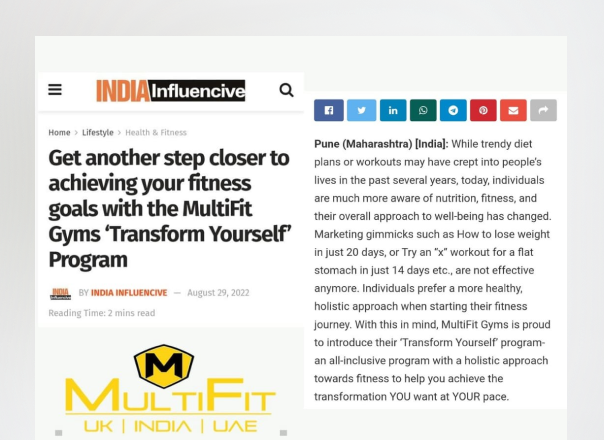 INDIA Influencive
Home > Lifestyle > Health & Fitness
Get another step closer to
achieving your fitness
goals with the MultiFit
Gyms ‘Transform Yourself’
Program
BY INDIA INFLUENCIVE — August 29, 2022
Reading Time: 2 mins read
M
MULTIFIT
UK | INDIA | UAE
Pune (Maharashtra) [India]: While trendy diet
plans or workouts may have crept into people’s
lives in the past several years, today, individuals
are much more aware of nutrition, fitness, and
their overall approach to well-being has changed.
Marketing gimmicks such as How to lose weight
in just 20 days, or Try an “x” workout for a flat
stomach in just 14 days etc., are not effective
anymore. Individuals prefer a more healthy,
holistic approach when starting their fitness
journey. With this in mind, MultiFit Gyms is proud
to introduce their ‘Transform Yourself’ program-
an all-inclusive program with a holistic approach
towards fitness to help you achieve the
transformation YOU want at YOUR pace.